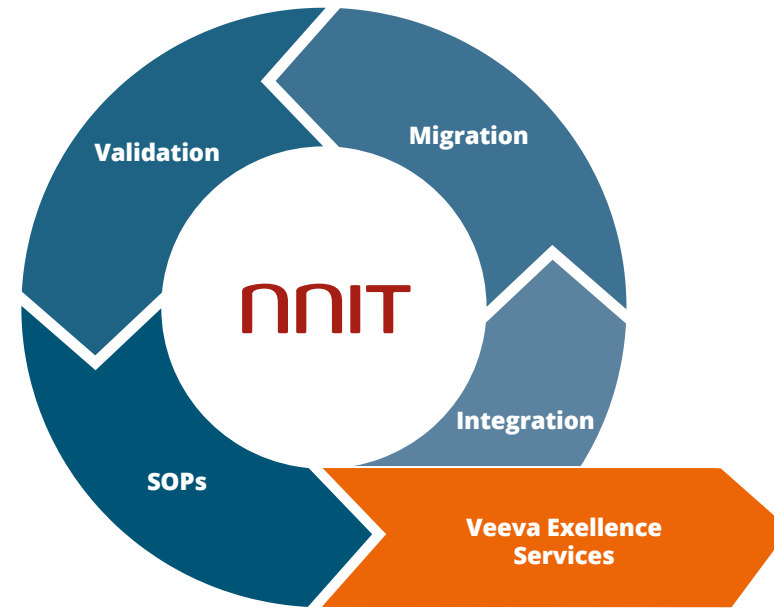 Migration
Validation
NNIT
Integration
SOPs
Veeva Exellence
Services